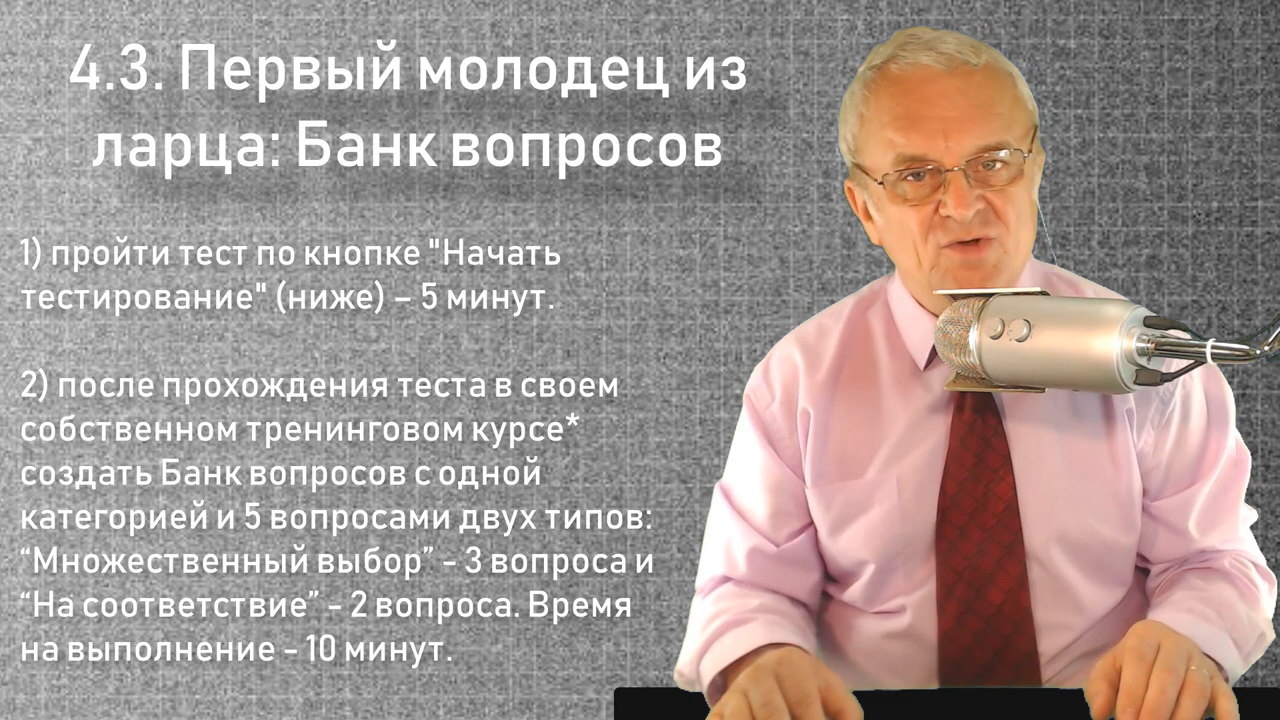 4.3. Первый молодец из
ларца: Банк вопросов
1) пройти тест по кнопке "Начать
тестирование" (ниже) – 5 минут.
2) после прохождения теста в своем
собственном тренинговом курсе*
создать Банк вопросов с одной
категорией и 5 вопросами двух типов:
“Множественный выбор” - 3 вопроса и
“На соответствие” - 2 вопроса. Время
на выполнение - 10 минут.